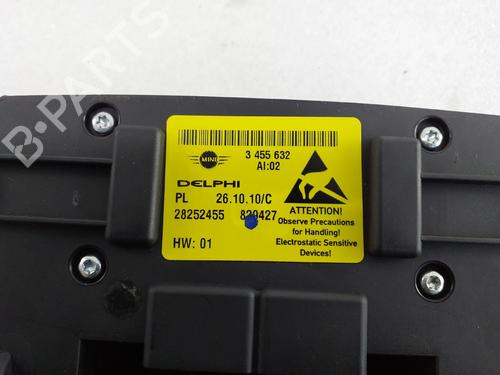 B-PARTS
MINI
3 455 632
AI:02
DELPHI
PL 26.10.10/C
28252455 829427
HW: 01
ATTENTION!
Observe Precautions
for Handling!
Electrostatic Sensitive
Devices!